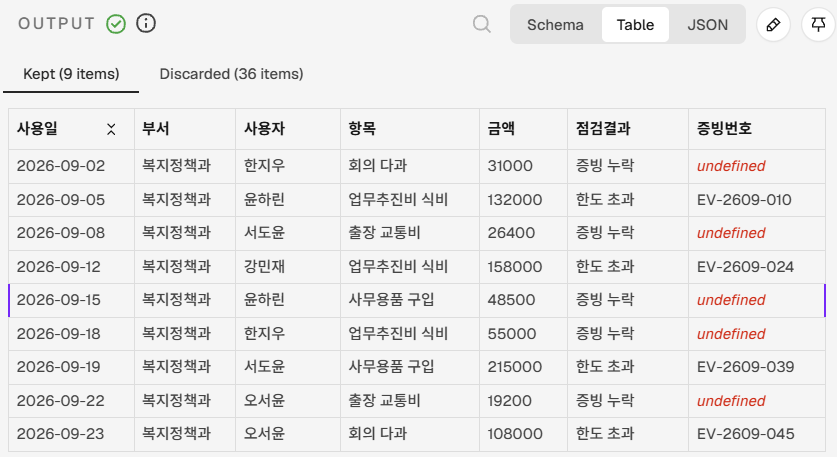 OUTPUT
Schema Table JSON
Kept (9 items) Discarded (36 items)
사용일 부서 사용자 항목 금액 점검결과 증빙번호
2026-09-02 복지정책과 한지우 회의 다과 31000 증빙 누락 undefined
2026-09-05 복지정책과 윤하린 업무추진비 식비 132000 한도 초과 EV-2609-010
2026-09-08 복지정책과 서도윤 출장 교통비 26400 증빙 누락 undefined
2026-09-12 복지정책과 강민재 업무추진비 식비 158000 한도 초과 EV-2609-024
2026-09-15 복지정책과 윤하린 사무용품 구입 48500 증빙 누락 undefined
2026-09-18 복지정책과 한지우 업무추진비 식비 55000 증빙 누락 undefined
2026-09-19 복지정책과 서도윤 사무용품 구입 215000 한도 초과 EV-2609-039
2026-09-22 복지정책과 오서윤 출장 교통비 19200 증빙 누락 undefined
2026-09-23 복지정책과 오서윤 회의 다과 108000 한도 초과 EV-2609-045